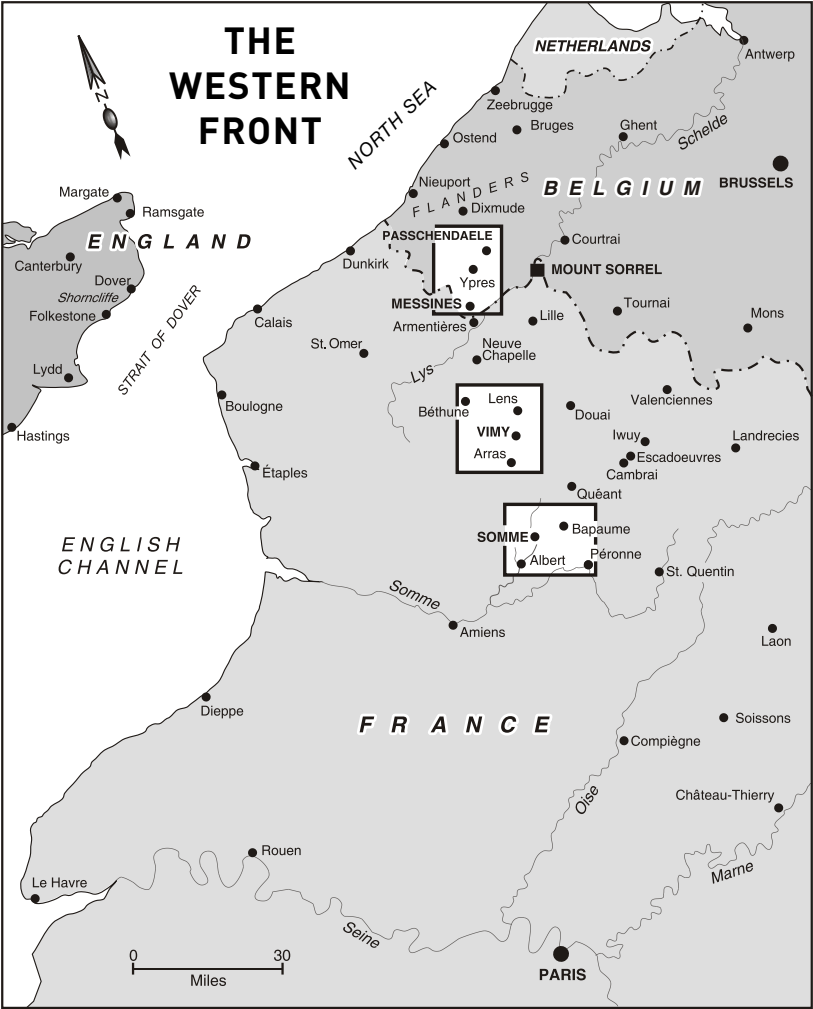 THE
WESTERN
FRONT
N
NETHERLANDS
Antwerp
Zeebrugge
NORTH SEA
Bruges
Ghent
Schelde
Ostend
BRUSSELS
Nieuport
FLANDERS
BELGIUM
Dixmude
Margate
Ramsgate
ENGLAND
PASSCHENDAELE
Courtrai
Canterbury
Dunkirk
Ypres
MOUNT SORREL
Dover
Shorncliffe
Folkestone
STRAIT OF DOVER
MESSINES
Calais
Armentières
Lille
Tournai
Mons
St. Omer
Neuve
Chapelle
Lydd
Lys
Boulogne
Béthune
Lens
Douai
Valenciennes
Hastings
VIMY
Iwuy
Landrecies
Arras
Escadoeuvres
Étaples
Cambrai
Quéant
ENGLISH
CHANNEL
SOMME
Bapaume
Albert
Péronne
St. Quentin
Somme
Amiens
Laon
Dieppe
FRANCE
Soissons
Compiègne
Oise
Château-Thierry
Rouen
Marne
Le Havre
Seine
0 30
Miles
PARIS